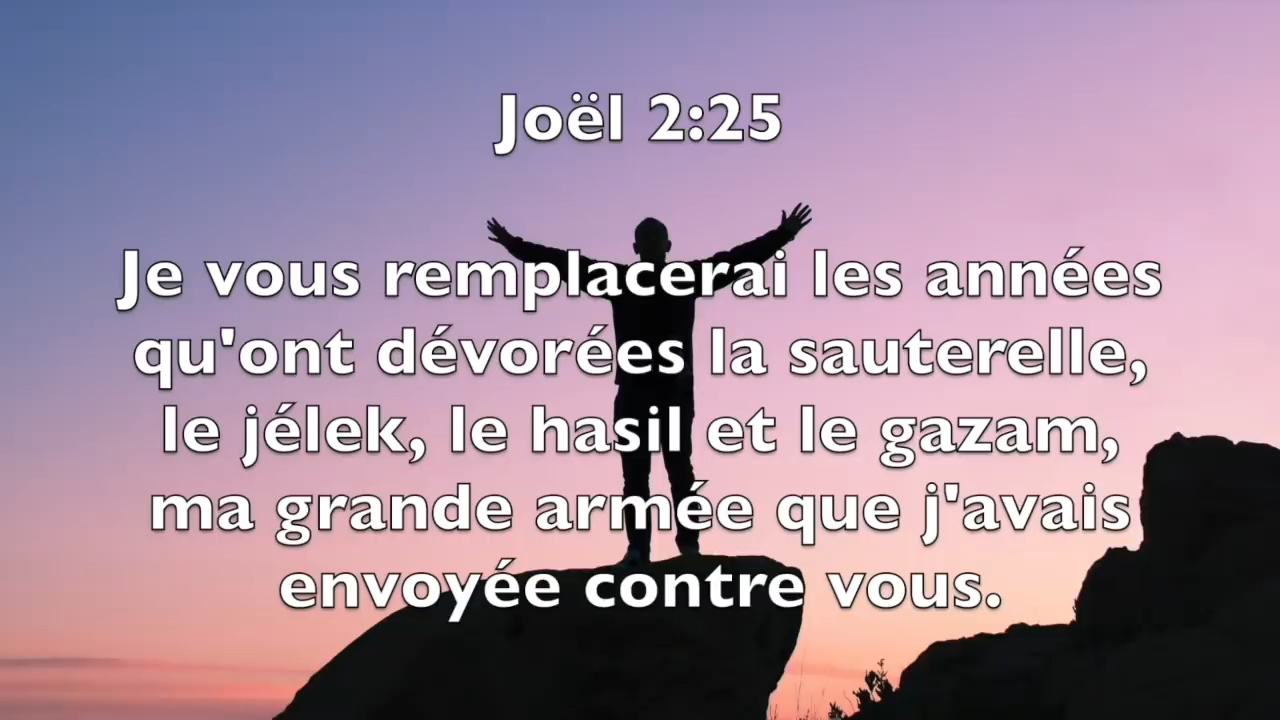 Joël 2:25
Je vous remplacerai les années
qu'ont dévorées la sauterelle,
le jélek, le hasil et le gazam,
ma grande armée que j'avais
envoyée contre vous.